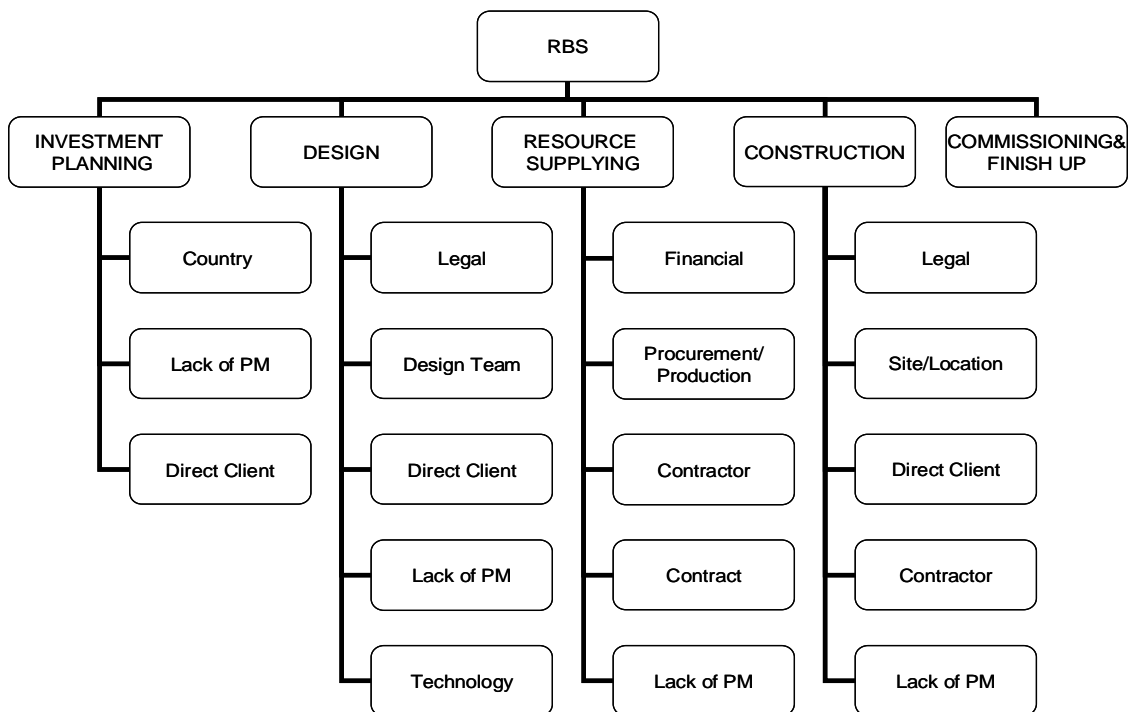 RBS
INVESTMENT
PLANNING
DESIGN
RESOURCE
SUPPLYING
CONSTRUCTION
COMMISSIONING&
FINISH UP
Country
Legal
Financial
Legal
Lack of PM
Design Team
Procurement/
Production
Site/Location
Direct Client
Direct Client
Contractor
Direct Client
Lack of PM
Contract
Contractor
Technology
Lack of PM
Lack of PM